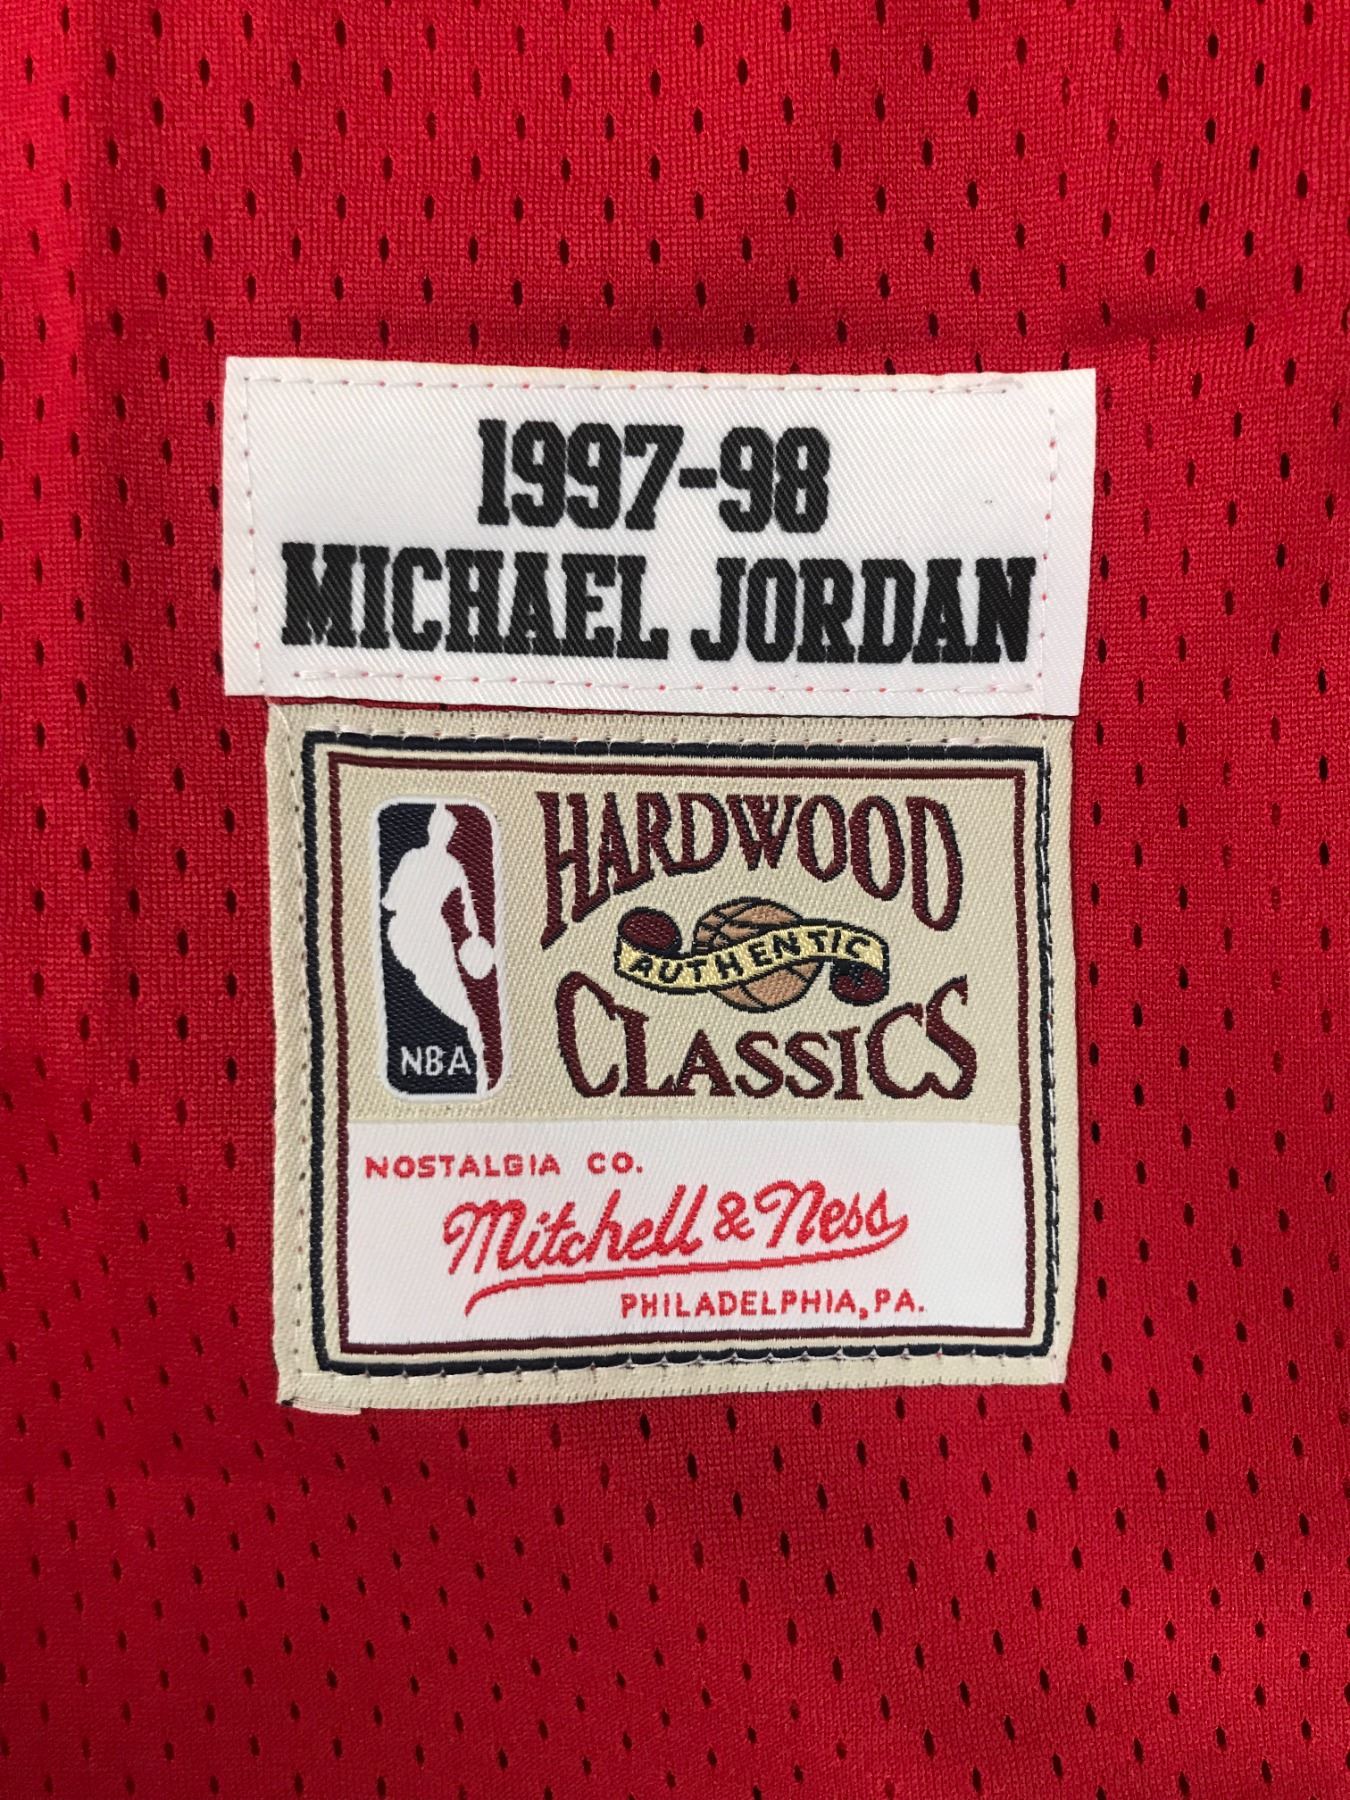 1997-98
MICHAEL JORDAN
HARDWOOD
AUTHENTIC
CLASSICS
NBA
NOSTALGIA CO.
Mitchell & Ness
PHILADELPHIA, PA.